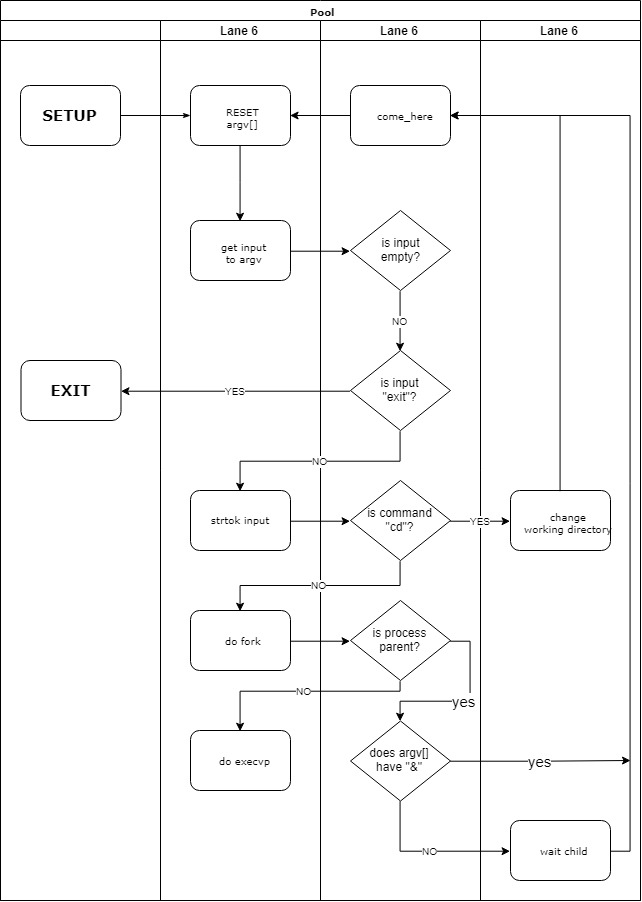 Pool
Lane 6
Lane 6
Lane 6
SETUP
RESET
argv[]
come_here
get input
to argv
is input
empty?
NO
EXIT
YES
is input
"exit"?
NO
strtok input
is command
"cd"?
YES
change
working directory
NO
do fork
is process
parent?
NO
yes
do execvp
does argv[]
have "&"
yes
NO
wait child